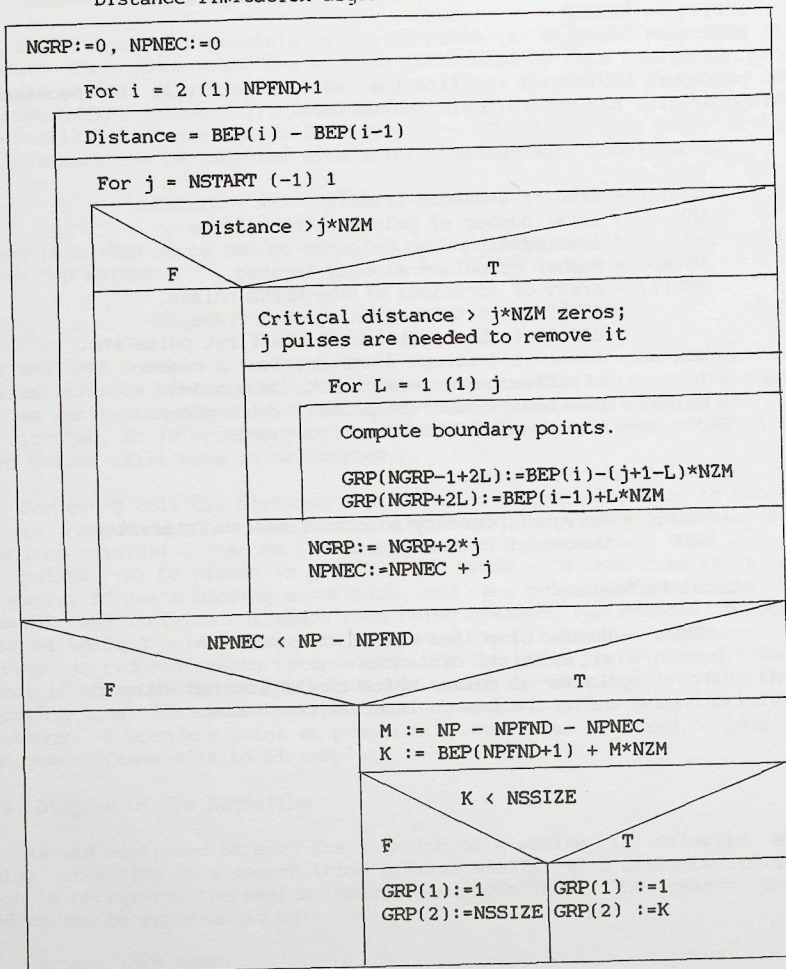 Distance
NGRP:=0, NPNEC:=0
For i = 2 (1) NPFND+1
Distance = BEP(i) - BEP(i-1)
For j = NSTART (-1) 1
Distance >j*NZM
F T
Critical distance > j*NZM zeros;
j pulses are needed to remove it
For L = 1 (1) j
Compute boundary points.
GRP(NGRP-1+2L):=BEP(i)-(j+1-L)*NZM
GRP(NGRP+2L):=BEP(i-1)+L*NZM
NGRP:= NGRP+2*j
NPNEC:=NPNEC + j
NPNEC < NP - NPFND
F T
M := NP - NPFND - NPNEC
K := BEP(NPFND+1) + M*NZM
K < NSSIZE
F T
GRP(1):=1 GRP(1) :=1
GRP(2):=NSSIZE GRP(2) :=K